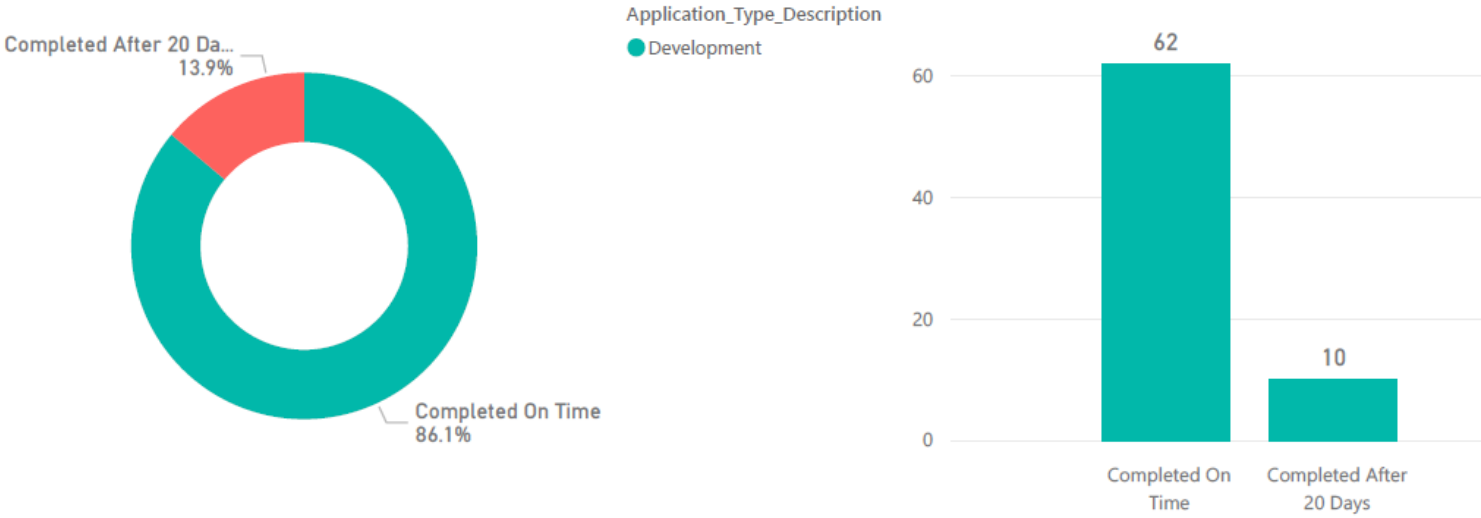 Completed After 20 Da...
13.9%
Completed On Time
86.1%
Application_Type_Description
Development
62
60
40
20
0
10
Completed On
Time
Completed After
20 Days